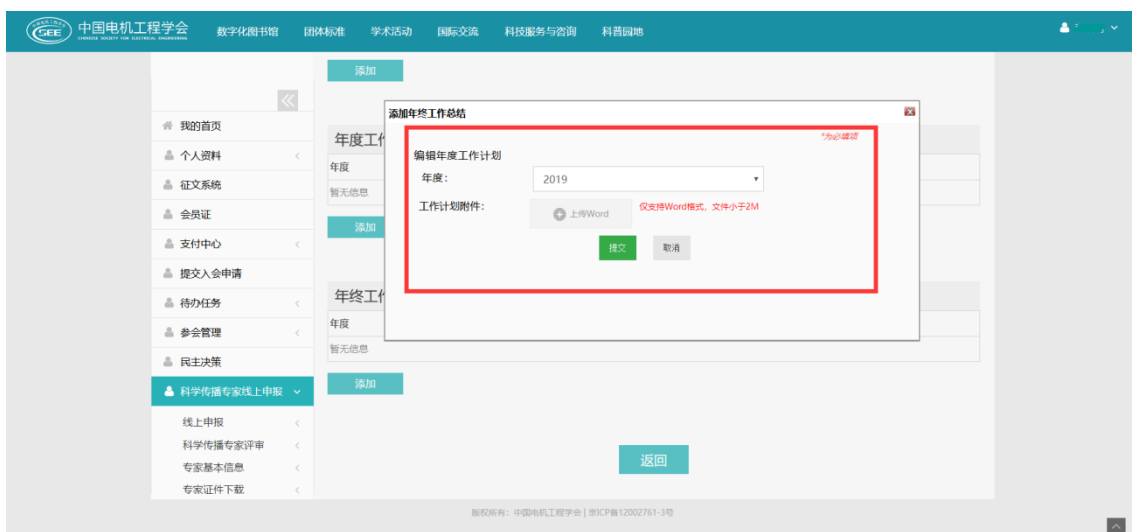 CSEE 中国电机工程学会 数字化图书馆 团体标准 学术活动 国际交流 科技服务与咨询 科普园地
CHINESE SOCIETY FOR ELECTRICAL ENGINEERING
添加
添加年终工作总结
*为必填项
我的首页
个人资料
征文系统
会员证
支付中心
提交入会申请
待办任务
参会管理
民主决策
科学传播专家线上申报
线上申报
科学传播专家评审
专家基本信息
专家证件下载
年度工作
年度
暂无信息
添加
编辑年度工作计划
年度:
2019
工作计划附件:
上传Word
仅支持Word格式,文件小于2M
提交
取消
年终工作
年度
暂无信息
添加
返回
版权所有:中国电机工程学会 | 京ICP备12002761-3号